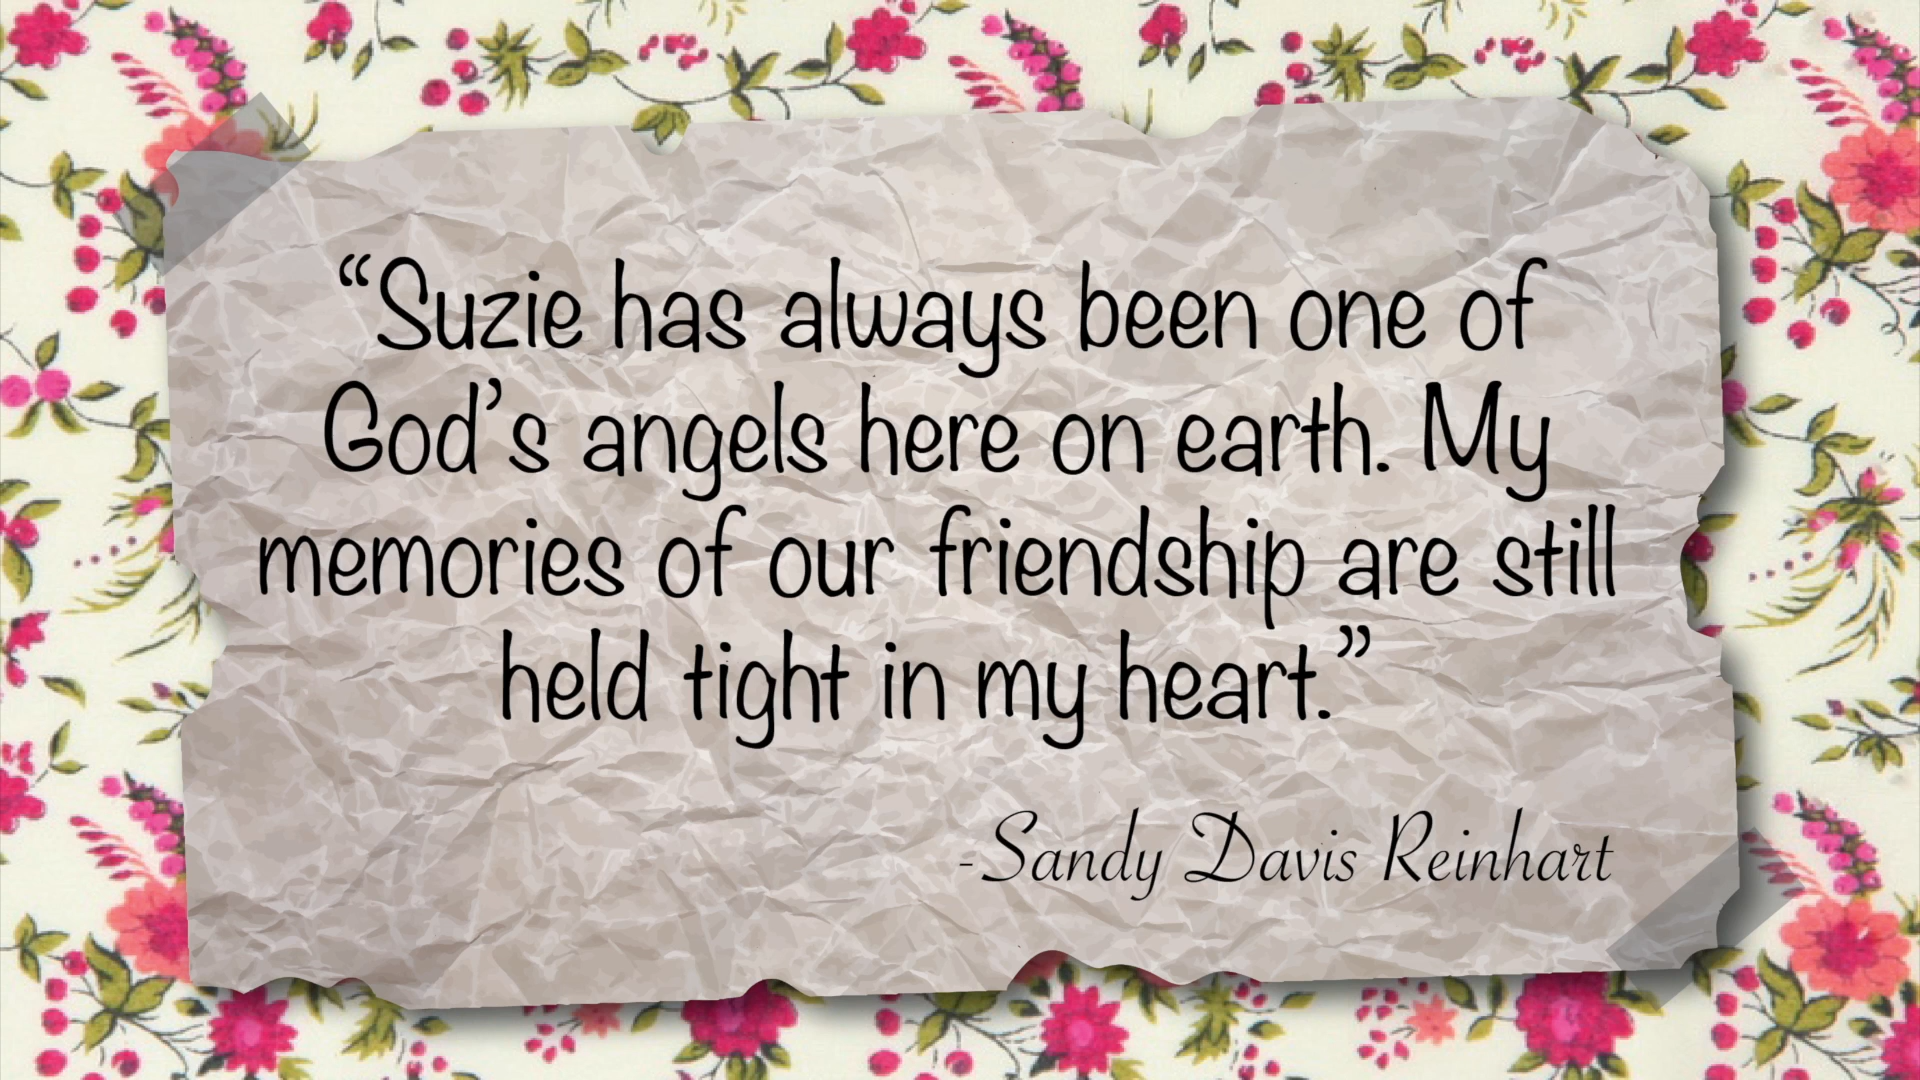 “Suzie has always been one of
God’s angels here on earth. My
memories of our friendship are still
held tight in my heart.”
-Sandy Davis Reinhart